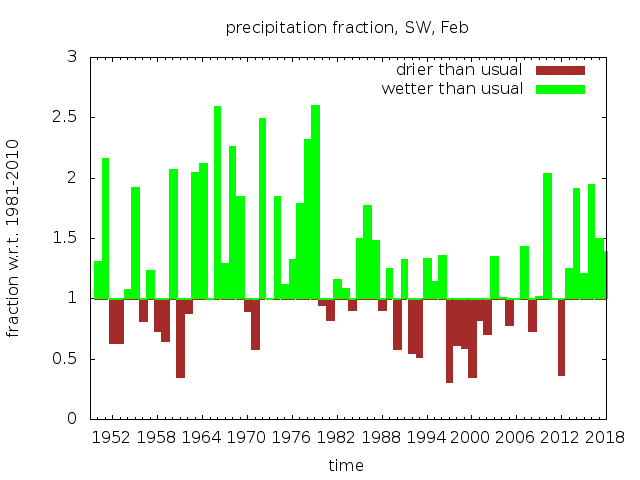 precipitation fraction, SW, Feb
drier than usual
wetter than usual
fraction w.r.t. 1981-2010
3
2.5
2
1.5
1
0.5
0
1952 1958 1964 1970 1976 1982 1988 1994 2000 2006 2012 2018
time